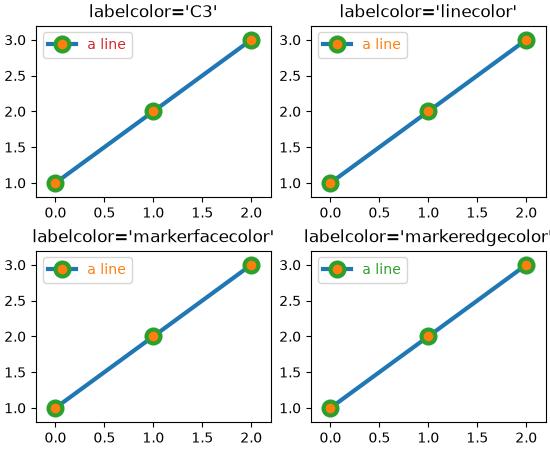 labelcolor='C3'
labelcolor='linecolor'
3.0
2.5
2.0
1.5
1.0
a line
0.0 0.5 1.0 1.5 2.0
3.0
2.5
2.0
1.5
1.0
a line
0.0 0.5 1.0 1.5 2.0
labelcolor='markerfacecolor'
labelcolor='markeredgecolor'
3.0
2.5
2.0
1.5
1.0
a line
0.0 0.5 1.0 1.5 2.0
3.0
2.5
2.0
1.5
1.0
a line
0.0 0.5 1.0 1.5 2.0